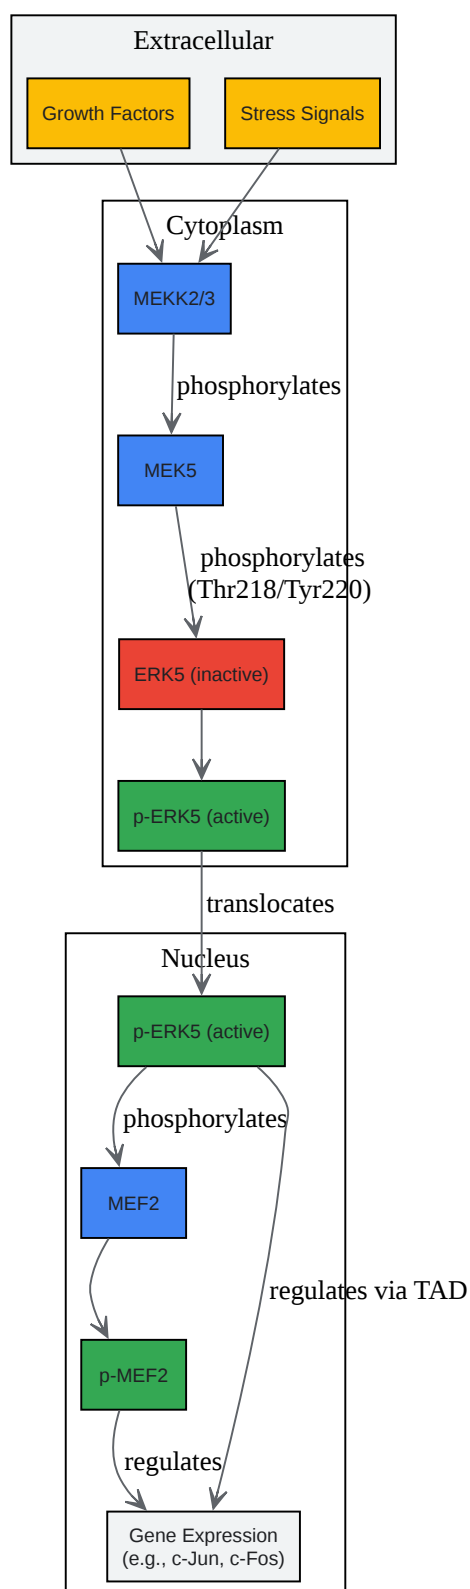 Extracellular
Growth Factors
Stress Signals
Cytoplasm
MEKK2/3
phosphorylates
MEK5
phosphorylates
(Thr218/Tyr220)
ERK5 (inactive)
p-ERK5 (active)
translocates
Nucleus
p-ERK5 (active)
phosphorylates
MEF2
regulates via TAD
p-MEF2
regulates
Gene Expression
(e.g., c-Jun, c-Fos)